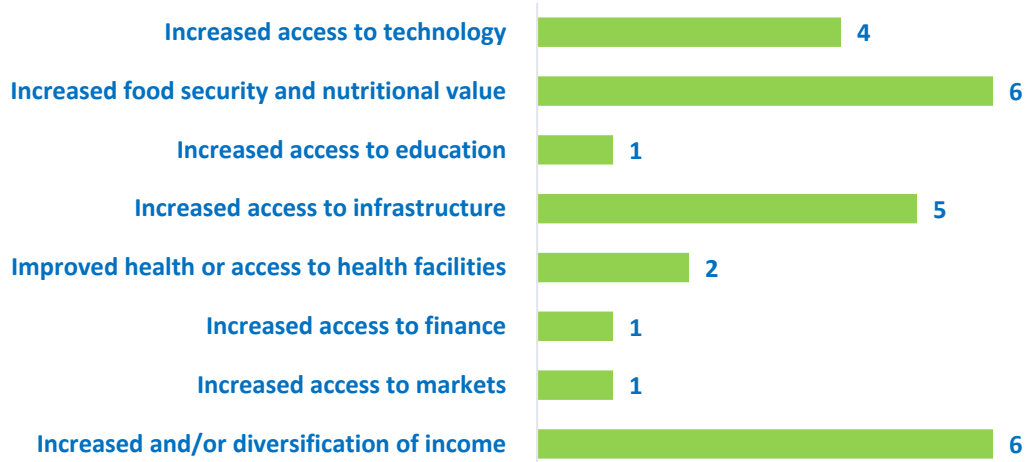 Increased access to technology 4
Increased food security and nutritional value 6
Increased access to education 1
Increased access to infrastructure 5
Improved health or access to health facilities 2
Increased access to finance 1
Increased access to markets 1
Increased and/or diversification of income 6